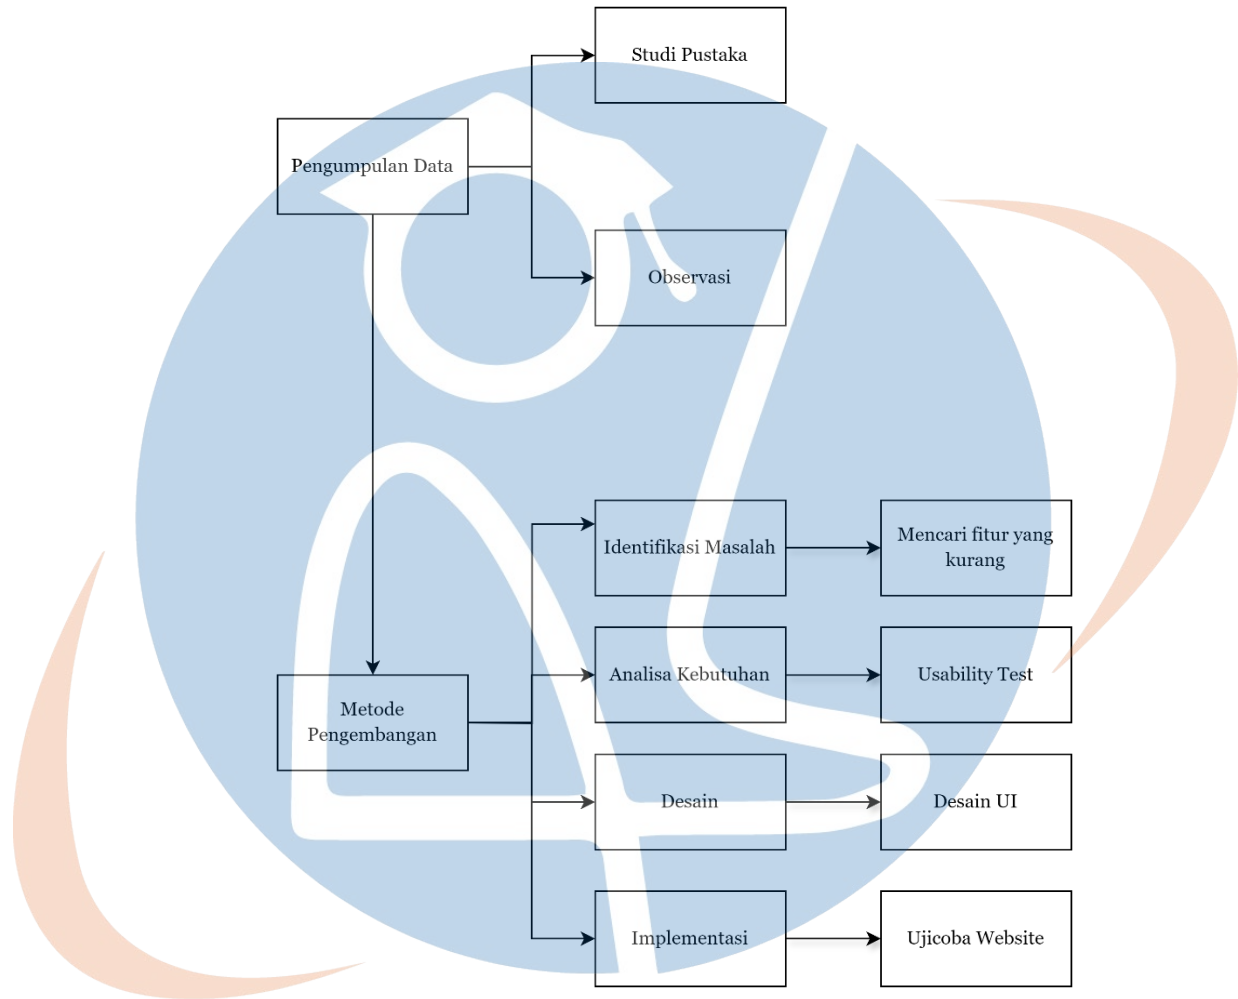 Studi Pustaka
Pengumpulan Data
Observasi
Identifikasi Masalah
Mencari fitur yang
kurang
Analisa Kebutuhan
Usability Test
Metode
Pengembangan
Desain
Desain UI
Implementasi
Ujicoba Website